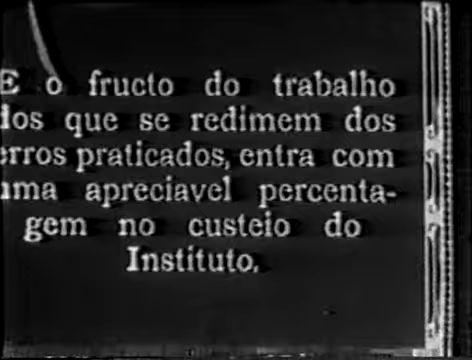 E o fructo do trabalho
dos que se redimem dos
erros praticados, entra com
uma apreciavel percenta-
gem no custeio do
Instituto.